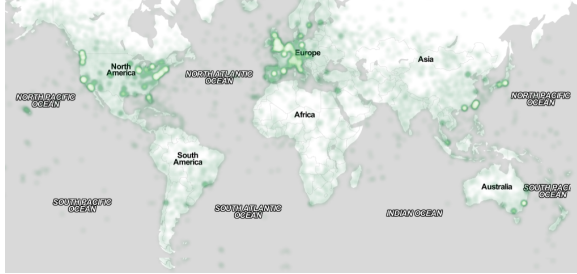 North
America
Europe
Asia
NORTH ATLANTIC
OCEAN
NORTH PACIFIC
OCEAN
NORTH PACIFIC
OCEAN
Africa
South
America
Australia
SOUTH PACI
OCEAN
SOUTH PACIFIC
OCEAN
SOUTH ATLANTIC
OCEAN
INDIAN OCEAN